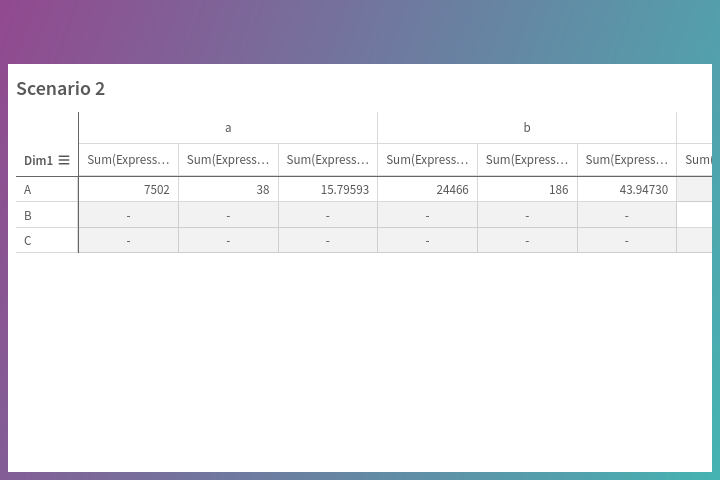 Scenario 2
a b
Dim1 Sum(Express... Sum(Express... Sum(Express... Sum(Express... Sum(Express... Sum(Express... Sum(
A 7502 38 15.79593 24466 186 43.94730
B - - - - - -
C - - - - - -